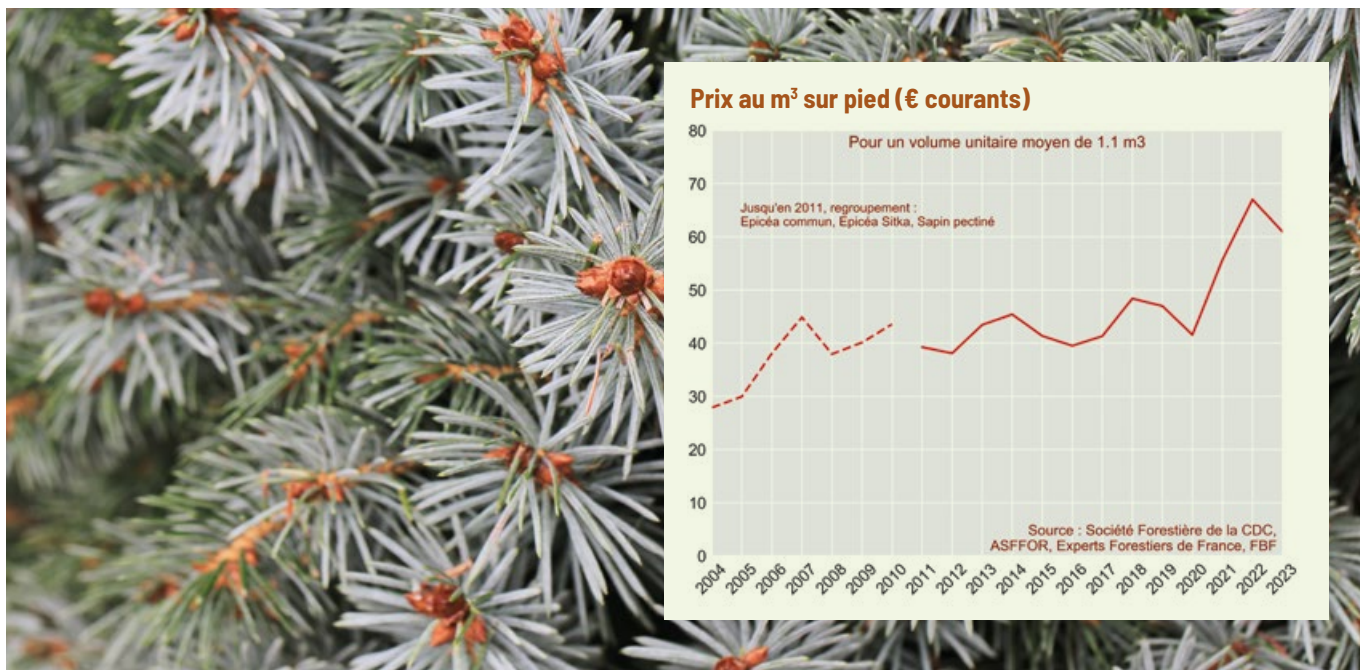 Prix au m³ sur pied (€ courants)
80
Pour un volume unitaire moyen de 1.1 m3
70
Jusqu'en 2011, regroupement :
Epicéa commun, Epicéa Sitka, Sapin pectiné
60
50
40
30
20
10
Source : Société Forestière de la CDC,
ASFFOR, Experts Forestiers de France, FBF
0
2004 2005 2006 2007 2008 2009 2010 2011 2012 2013 2014 2015 2016 2017 2018 2019 2020 2021 2022 2023